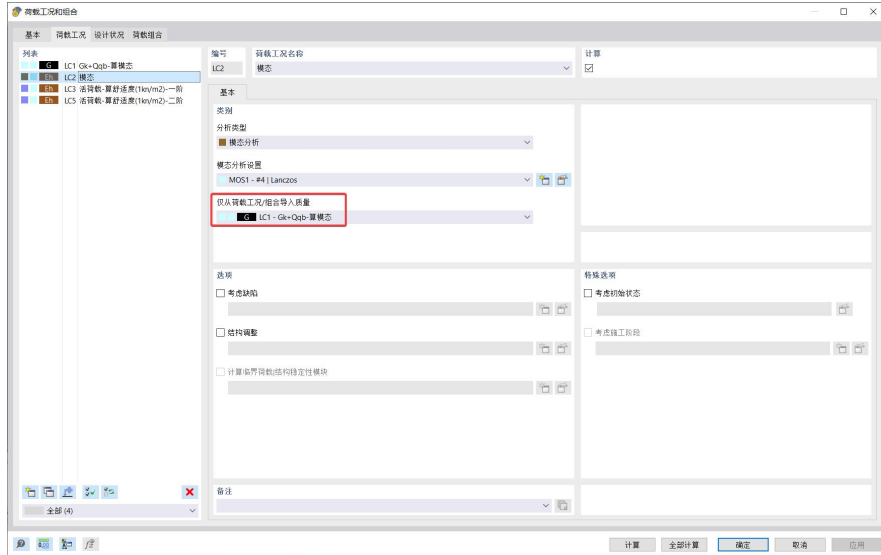 荷载工况和组合
基本 荷载工况 设计状况 荷载组合
列表
G LC1 Gk+Qqb-算模态
Eh LC2 模态
Eh LC3 活荷载-算舒适度(1kn/m2)-一阶
Eh LC5 活荷载-算舒适度(1kn/m2)-二阶
全部 (4)
编号
LC2
荷载工况名称
模态
计算
基本
类别
分析类型
模态分析
模态分析设置
MOS1 - #4 | Lanczos
仅从荷载工况/组合导入质量
G LC1 - Gk+Qqb-算模态
选项
考虑缺陷
结构调整
计算临界荷载|结构稳定性模块
特殊选项
考虑初始状态
考虑施工阶段
备注
计算 全部计算 确定 取消 应用